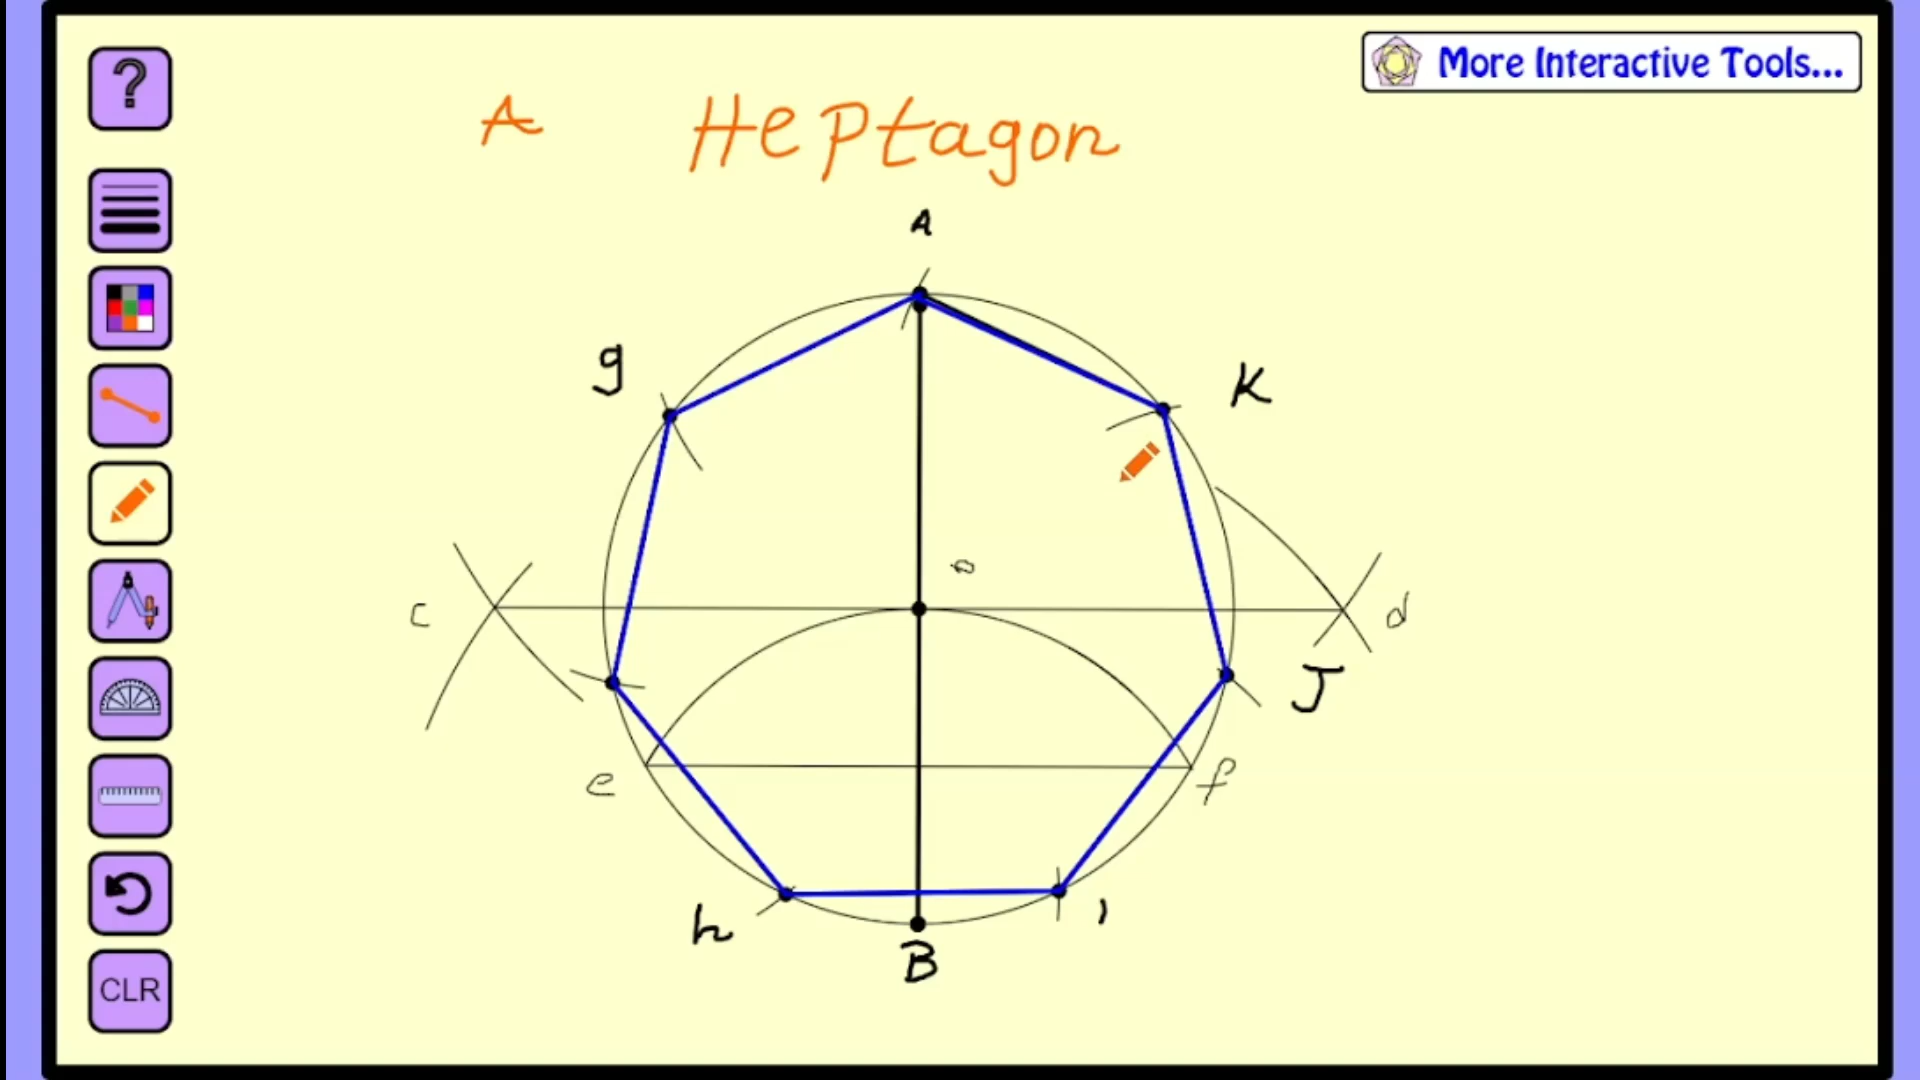 ?
More Interactive Tools...
A Heptagon
A
g
K
o
c
d
J
e
f
h
i
B
CLR